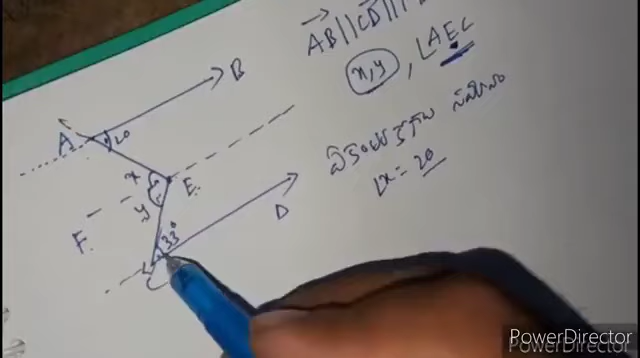 AB||CD||
x, y, ∠AEC
∠x = 20
B
A
20
x
E.
y
F.
33°
D
PowerDirector